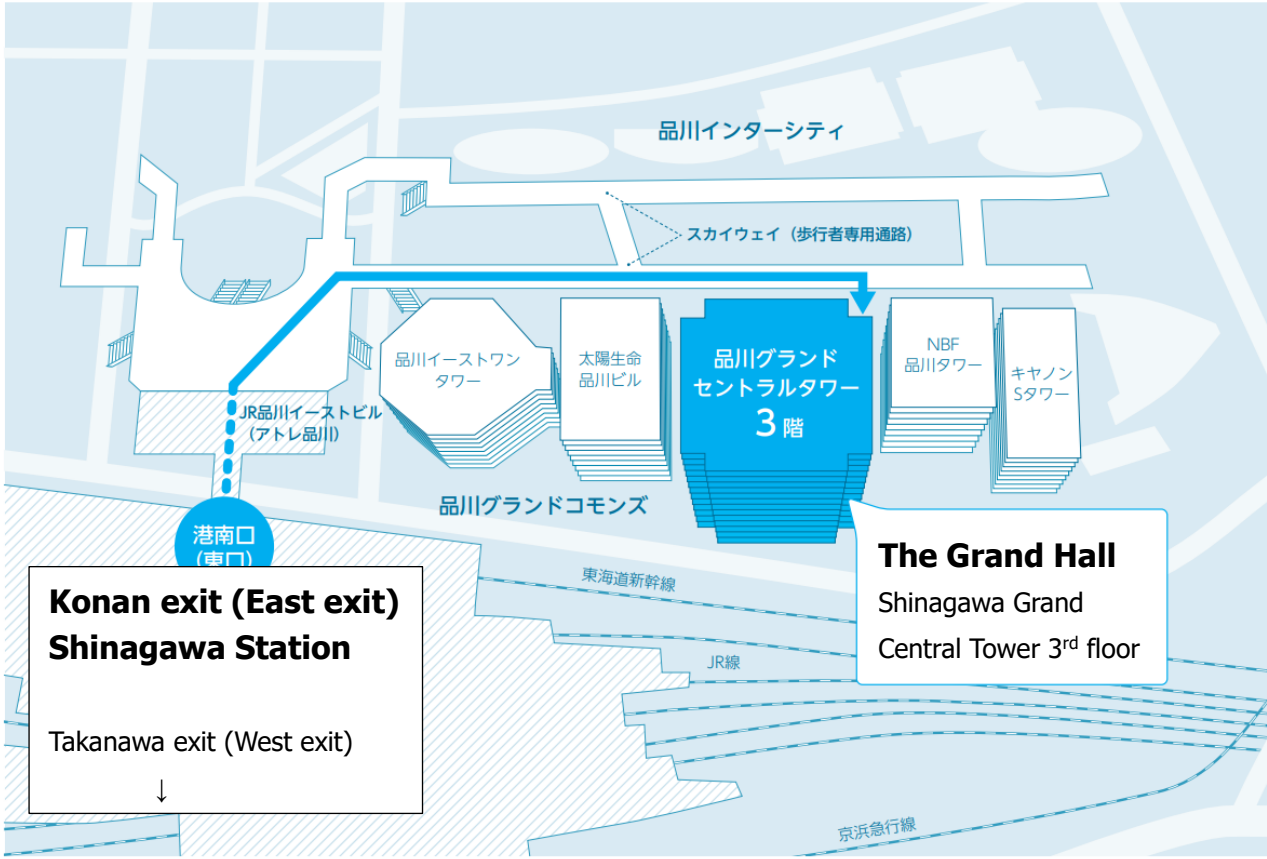 品川インターシティ
スカイウェイ（歩行者専用通路）
品川イーストワン
タワー
太陽生命
品川ビル
品川グランド
セントラルタワー
3階
NBF
品川タワー
キヤノン
Sタワー
JR品川イーストビル
（アトレ品川）
品川グランドコモンズ
港南口
（東口）
Konan exit (East exit)
Shinagawa Station
Takanawa exit (West exit)
↓
The Grand Hall
Shinagawa Grand
Central Tower 3rd floor
東海道新幹線
JR線
京浜急行線